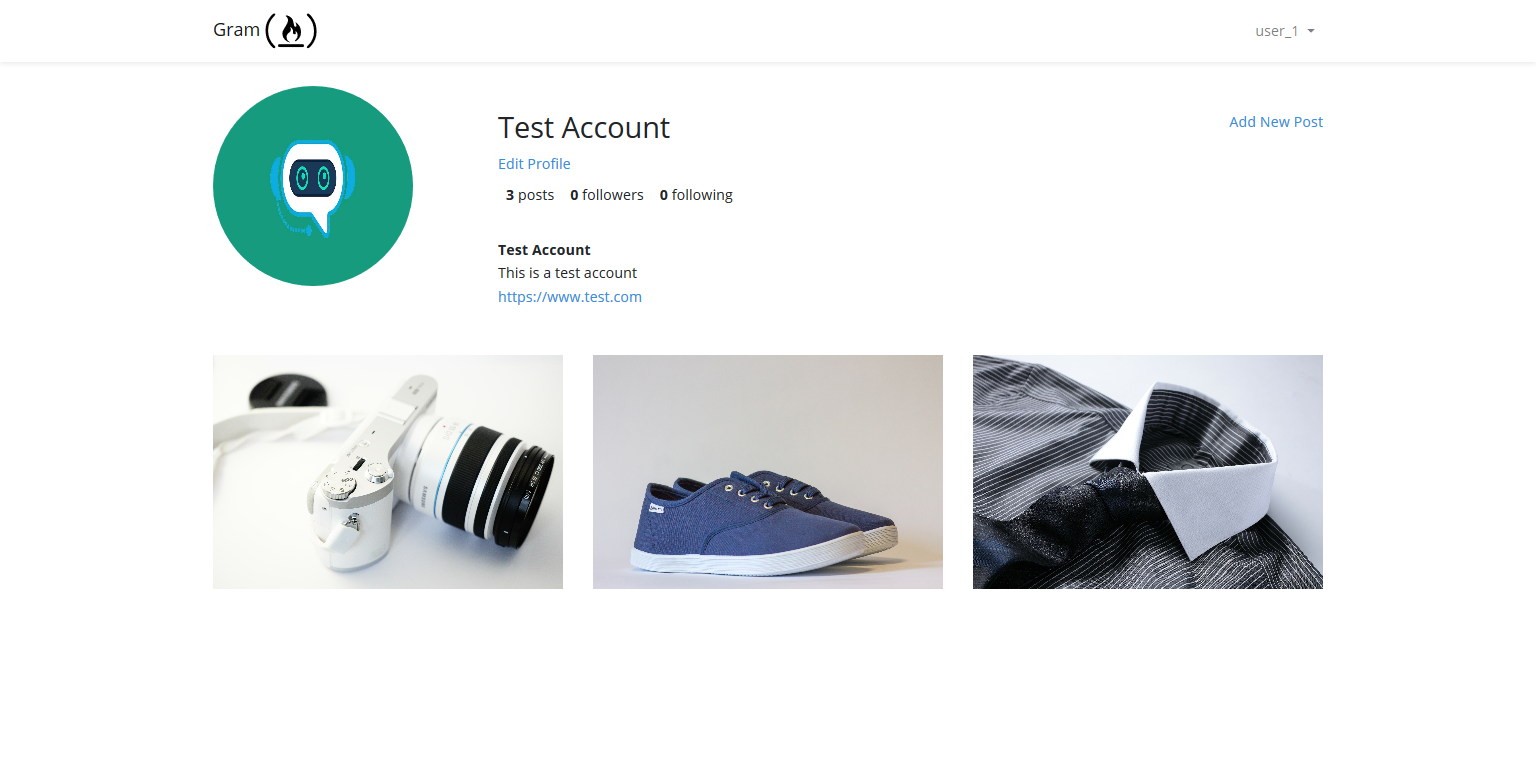 Gram
user_1
Test Account
Add New Post
Edit Profile
3 posts 0 followers 0 following
Test Account
This is a test account
https://www.test.com